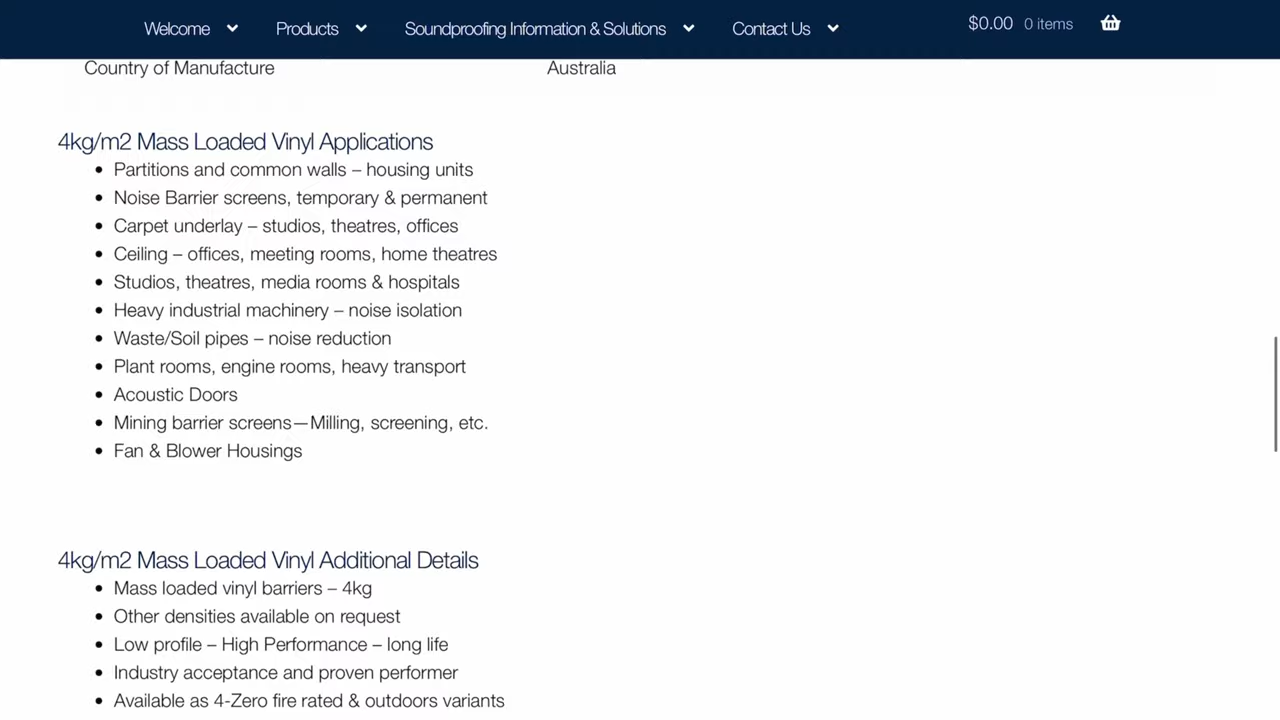 Welcome Products Soundproofing Information & Solutions Contact Us $0.00 0 items
Country of Manufacture Australia
4kg/m2 Mass Loaded Vinyl Applications
• Partitions and common walls – housing units
• Noise Barrier screens, temporary & permanent
• Carpet underlay – studios, theatres, offices
• Ceiling – offices, meeting rooms, home theatres
• Studios, theatres, media rooms & hospitals
• Heavy industrial machinery – noise isolation
• Waste/Soil pipes – noise reduction
• Plant rooms, engine rooms, heavy transport
• Acoustic Doors
• Mining barrier screens—Milling, screening, etc.
• Fan & Blower Housings
4kg/m2 Mass Loaded Vinyl Additional Details
• Mass loaded vinyl barriers – 4kg
• Other densities available on request
• Low profile – High Performance – long life
• Industry acceptance and proven performer
• Available as 4-Zero fire rated & outdoors variants